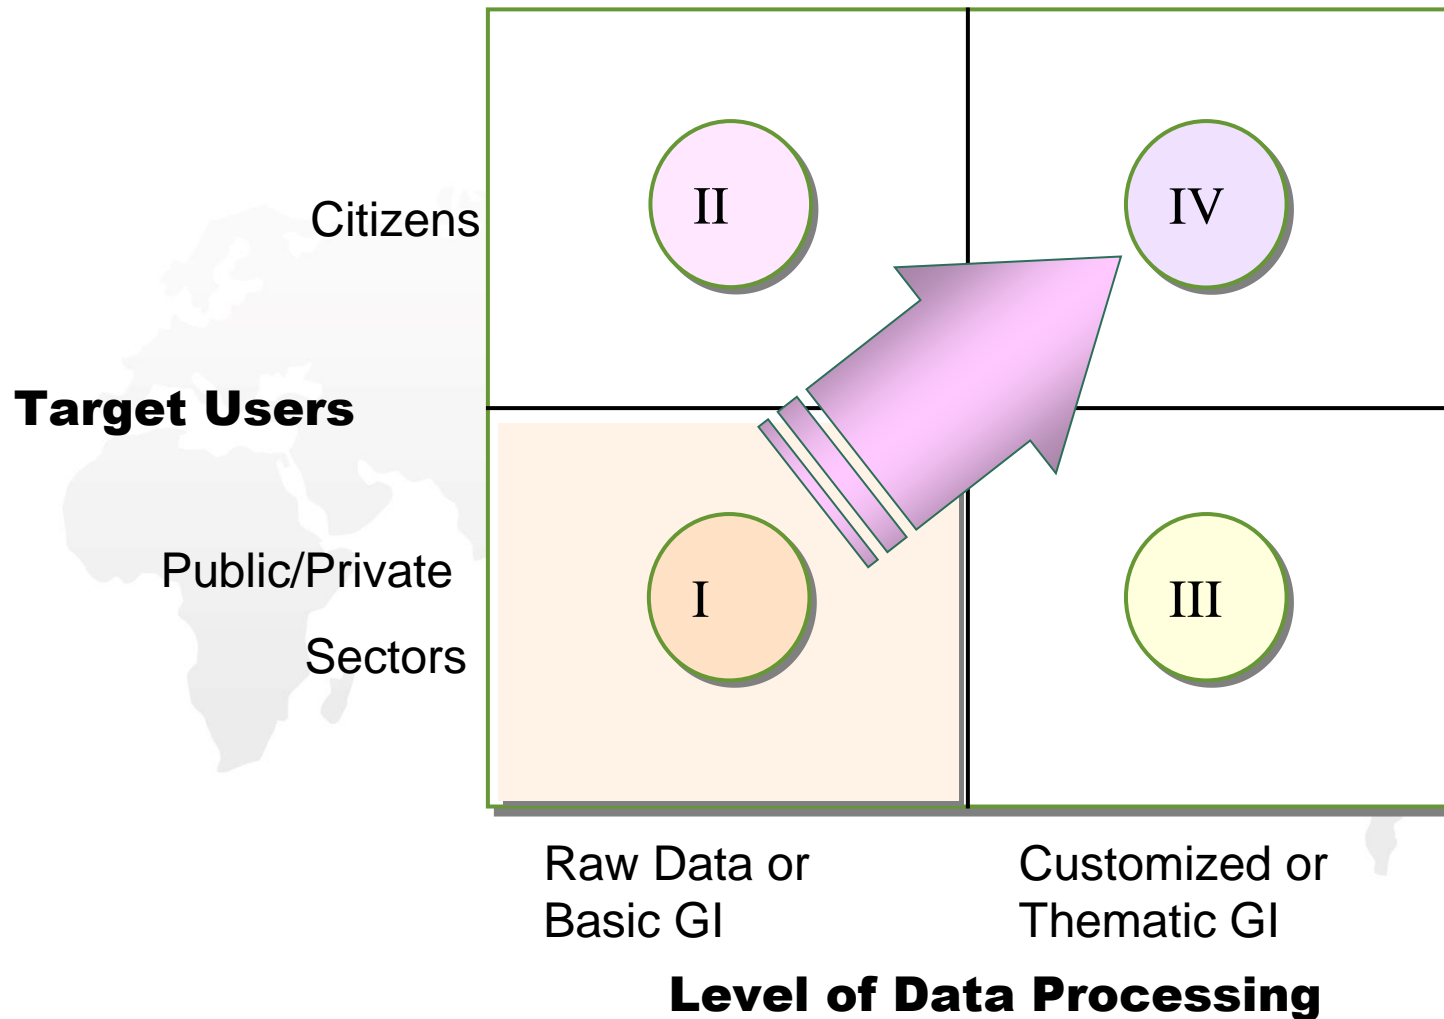 II
IV
Citizens
Target Users
Public/Private
Sectors
I
III
Raw Data or
Basic GI
Customized or
Thematic GI
Level of Data Processing